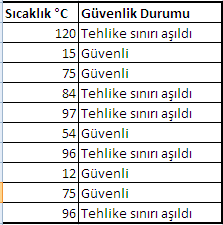 Sıcaklık °C Güvenlik Durumu
120 Tehlike sınırı aşıldı
15 Güvenli
75 Güvenli
84 Tehlike sınırı aşıldı
97 Tehlike sınırı aşıldı
54 Güvenli
96 Tehlike sınırı aşıldı
12 Güvenli
75 Güvenli
96 Tehlike sınırı aşıldı